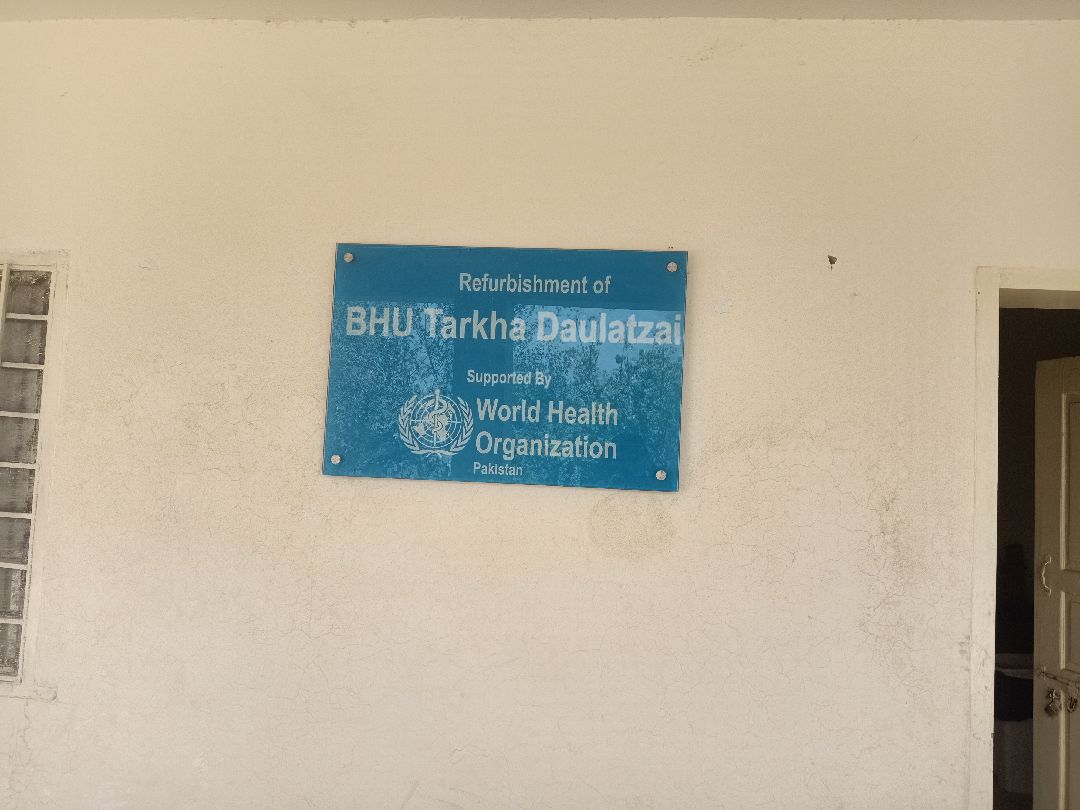 Refurbishment of
BHU Tarkha Daulatzai
Supported By
World Health
Organization
Pakistan